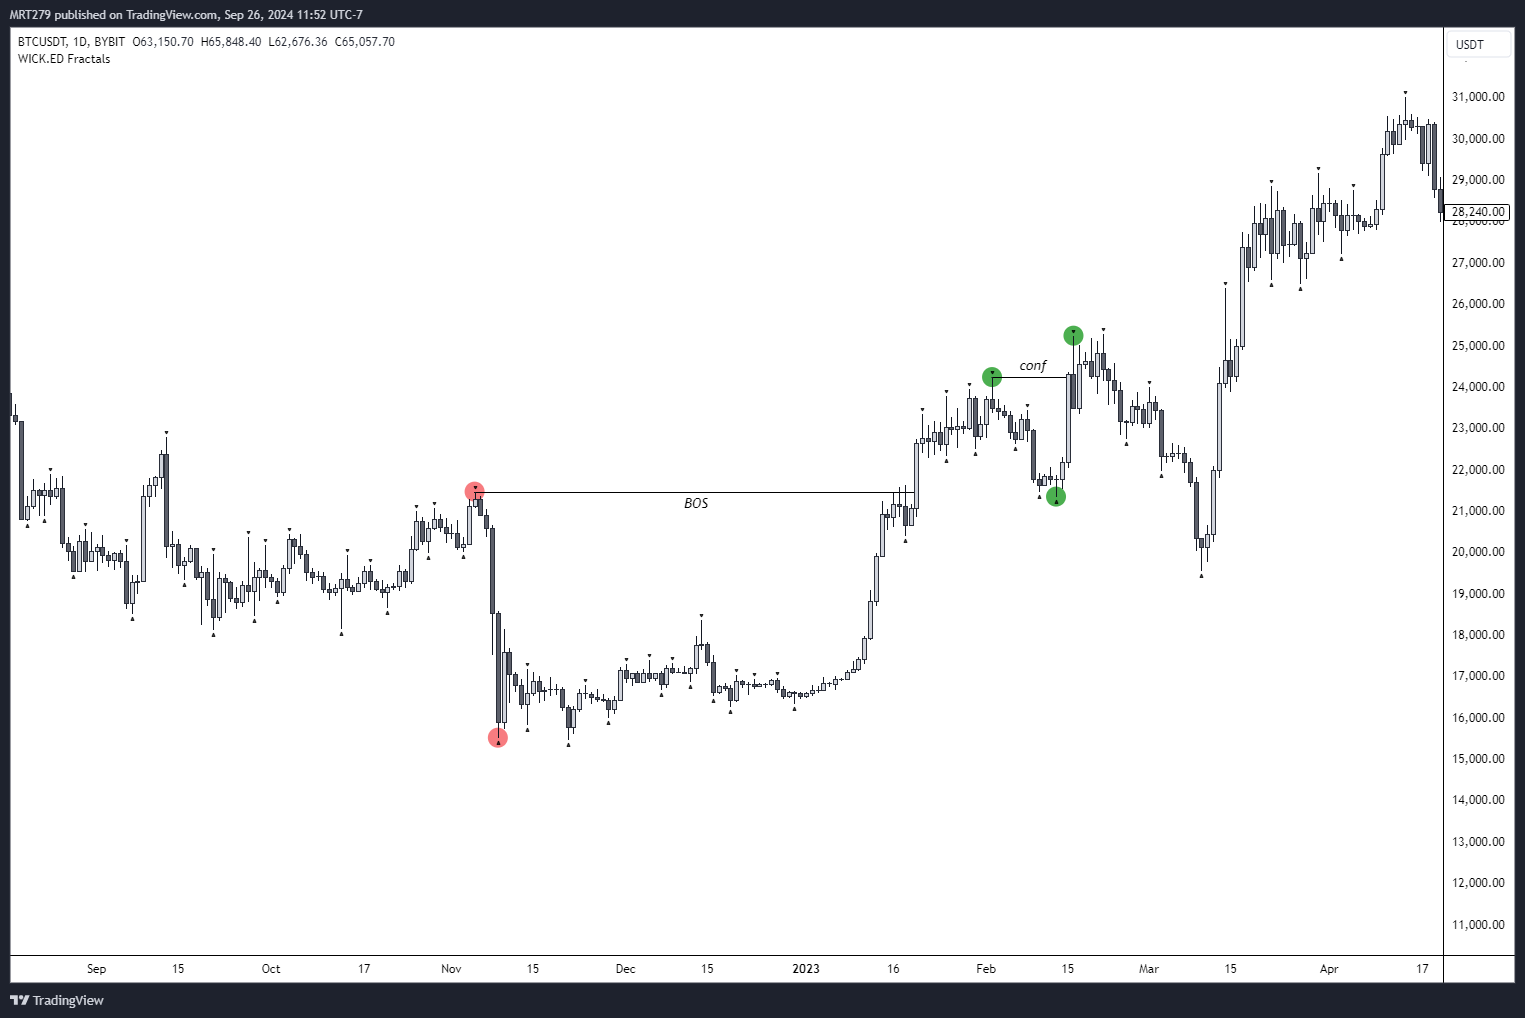 MRT279 published on TradingView.com, Sep 26, 2024 11:52 UTC-7
BTCUSDT, 1D, BYBIT O63,150.70 H65,848.40 L62,676.36 C65,057.70
WICK.ED Fractals
USDT
31,000.00
30,000.00
29,000.00
28,240.00
28,000.00
27,000.00
26,000.00
25,000.00
conf
24,000.00
23,000.00
22,000.00
BOS
21,000.00
20,000.00
19,000.00
18,000.00
17,000.00
16,000.00
15,000.00
14,000.00
13,000.00
12,000.00
11,000.00
Sep 15 Oct 17 Nov 15 Dec 15 2023 16 Feb 15 Mar 15 Apr 17
TradingView